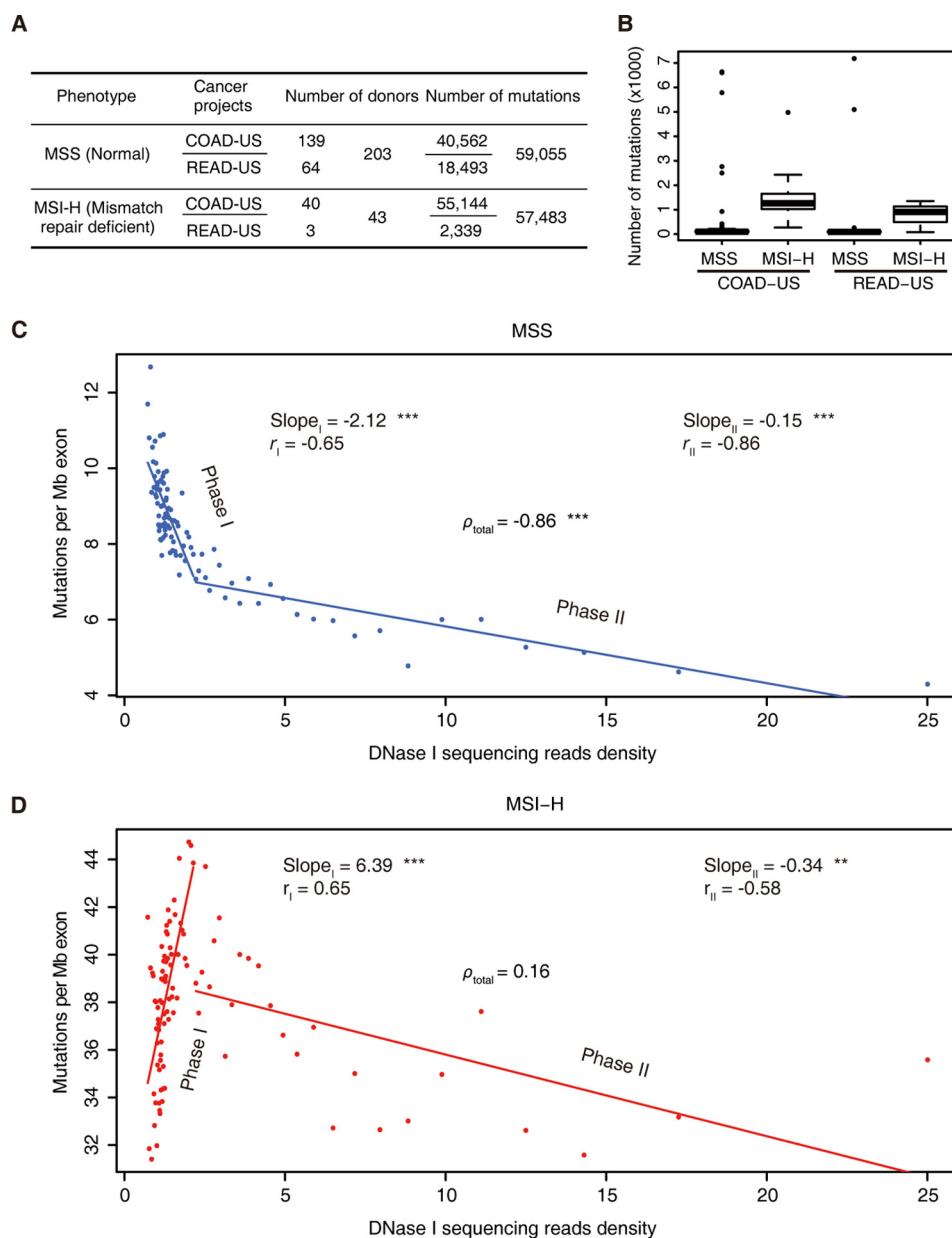 A
Phenotype Cancer projects Number of donors Number of mutations
MSS (Normal) COAD-US 139 203 40,562 59,055
READ-US 64 18,493
MSI-H (Mismatch repair deficient) COAD-US 40 43 55,144 57,483
READ-US 3 2,339
B
Number of mutations (x1000)
7
6
5
4
3
2
1
0
MSS MSI-H MSS MSI-H
COAD-US READ-US
C
MSS
Mutations per Mb exon
12
10
8
6
4
Slope_I = -2.12 ***
r_I = -0.65
Slope_II = -0.15 ***
r_II = -0.86
Phase I
ρ_total = -0.86 ***
Phase II
0 5 10 15 20 25
DNase I sequencing reads density
D
MSI-H
Mutations per Mb exon
44
42
40
38
36
34
32
Slope_I = 6.39 ***
r_I = 0.65
Slope_II = -0.34 **
r_II = -0.58
ρ_total = 0.16
Phase I
Phase II
0 5 10 15 20 25
DNase I sequencing reads density